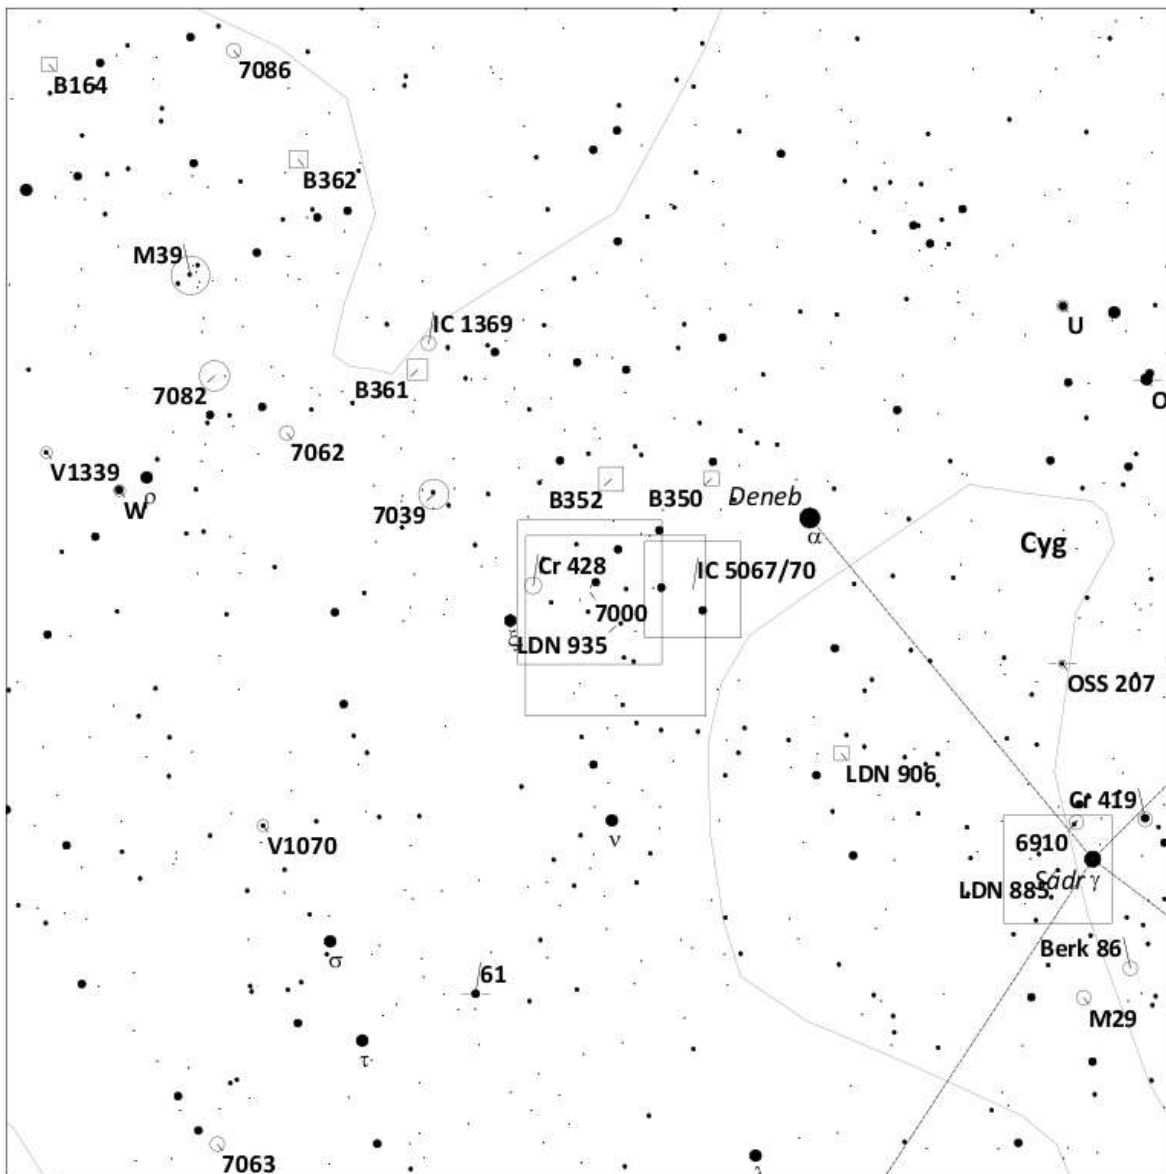 7086
B164
B362
M39
IC 1369
U
B361
7082
O
7062
V1339
B352
B350
Deneb
ρ
W
7039
α
Cyg
Cr 428
IC 5067/70
7000
ξ
LDN 935
OSS 207
LDN 906
Cr 419
V1070
ν
6910
Sadr γ
LDN 885
Berk 86
σ
61
M29
τ
7063